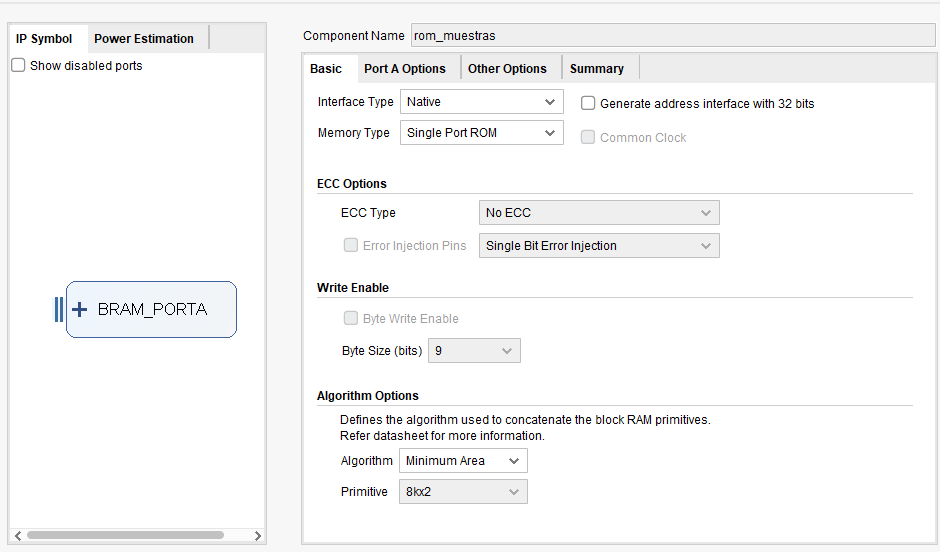 IP Symbol Power Estimation
Show disabled ports
BRAM_PORTA
Component Name rom_muestras
Basic Port A Options Other Options Summary
Interface Type Native Generate address interface with 32 bits
Memory Type Single Port ROM Common Clock
ECC Options
ECC Type No ECC
Error Injection Pins Single Bit Error Injection
Write Enable
Byte Write Enable
Byte Size (bits) 9
Algorithm Options
Defines the algorithm used to concatenate the block RAM primitives.
Refer datasheet for more information.
Algorithm Minimum Area
Primitive 8kx2